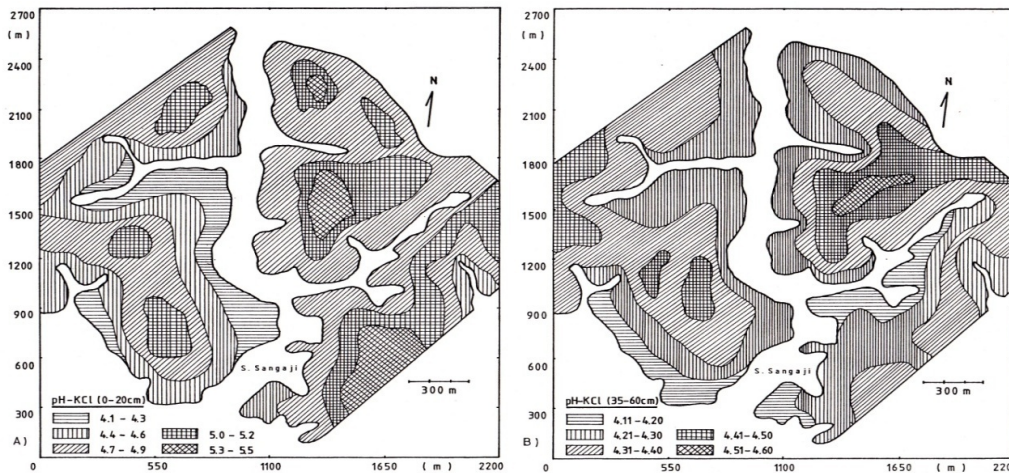 2700
(m)
2400
2100
1800
1500
1200
900
600
300
0
550
1100
1650
(m)
2200
N
S. Sangaji
300 m
pH-KCl (0-20cm)
4.1 - 4.3
4.4 - 4.6
4.7 - 4.9
5.0 - 5.2
5.3 - 5.5
A)
2700
(m)
2400
2100
1800
1500
1200
900
600
300
0
550
1100
1650
(m)
2200
N
S. Sangaji
300 m
pH-KCl (35-60cm)
4.11 - 4.20
4.21 - 4.30
4.31 - 4.40
4.41 - 4.50
4.51 - 4.60
B)